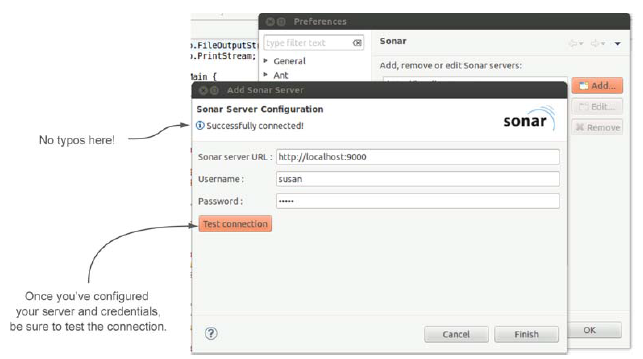 Preferences
o.FileOutputStr
o.PrintStream;
Main {
type filter text
General
Ant
Sonar
Add, remove or edit Sonar servers:
Add...
Edit...
Remove
Add Sonar Server
Sonar Server Configuration
Successfully connected!
sonar
No typos here!
Sonar server URL : http://localhost:9000
Username : susan
Password : •••••
Test connection
Once you've configured
your server and credentials,
be sure to test the connection.
?
Cancel
Finish
OK